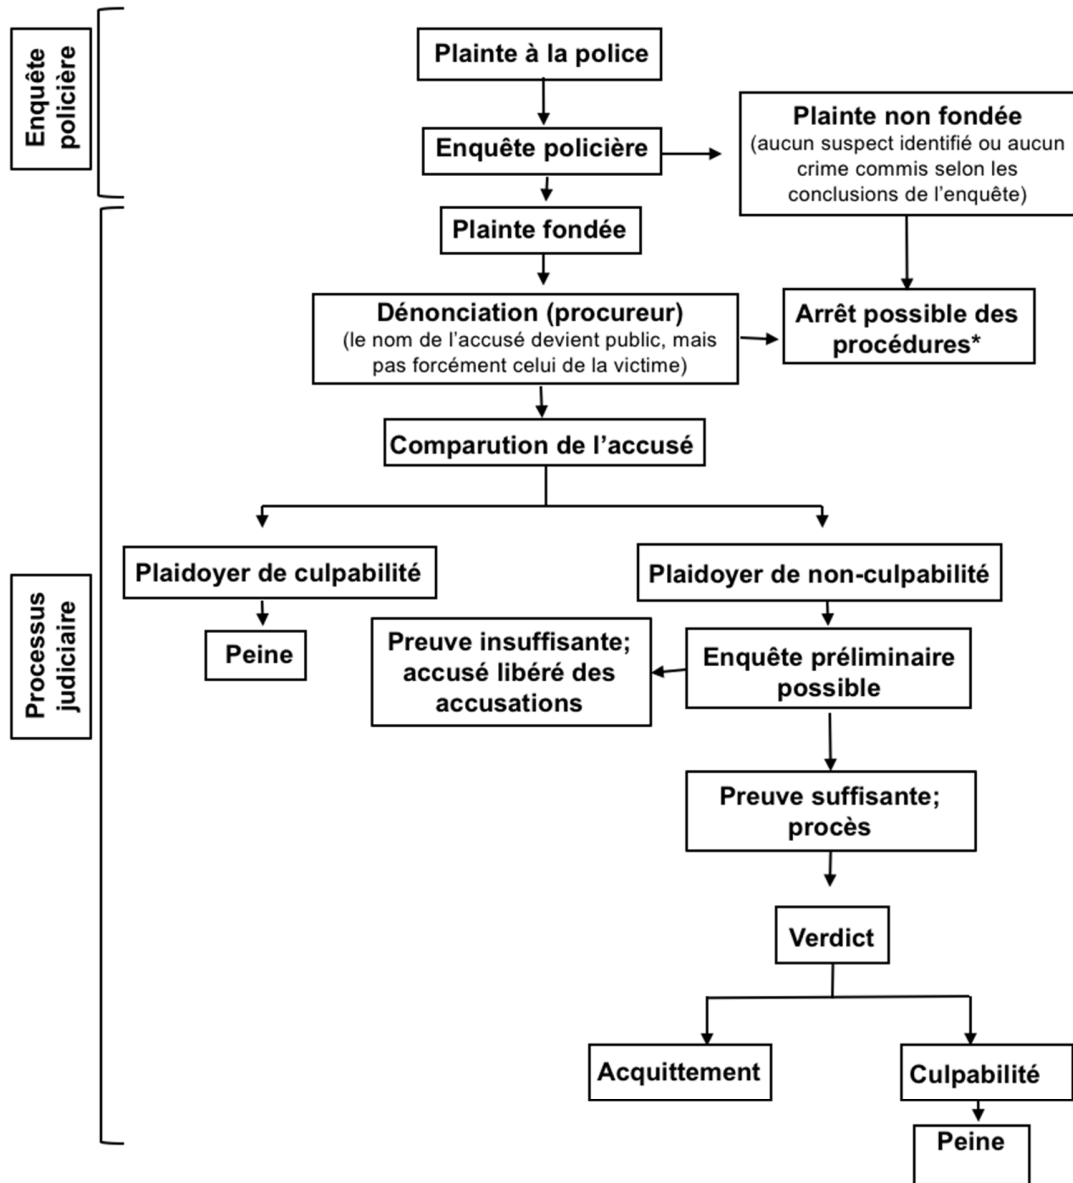 Enquête
policière
Plainte à la police
Enquête policière
Plainte non fondée
(aucun suspect identifié ou aucun
crime commis selon les
conclusions de l’enquête)
Plainte fondée
Dénonciation (procureur)
(le nom de l’accusé devient public, mais
pas forcément celui de la victime)
Arrêt possible des
procédures*
Comparution de l’accusé
Processus
judiciaire
Plaidoyer de culpabilité
Plaidoyer de non-culpabilité
Peine
Preuve insuffisante;
accusé libéré des
accusations
Enquête préliminaire
possible
Preuve suffisante;
procès
Verdict
Acquittement
Culpabilité
Peine